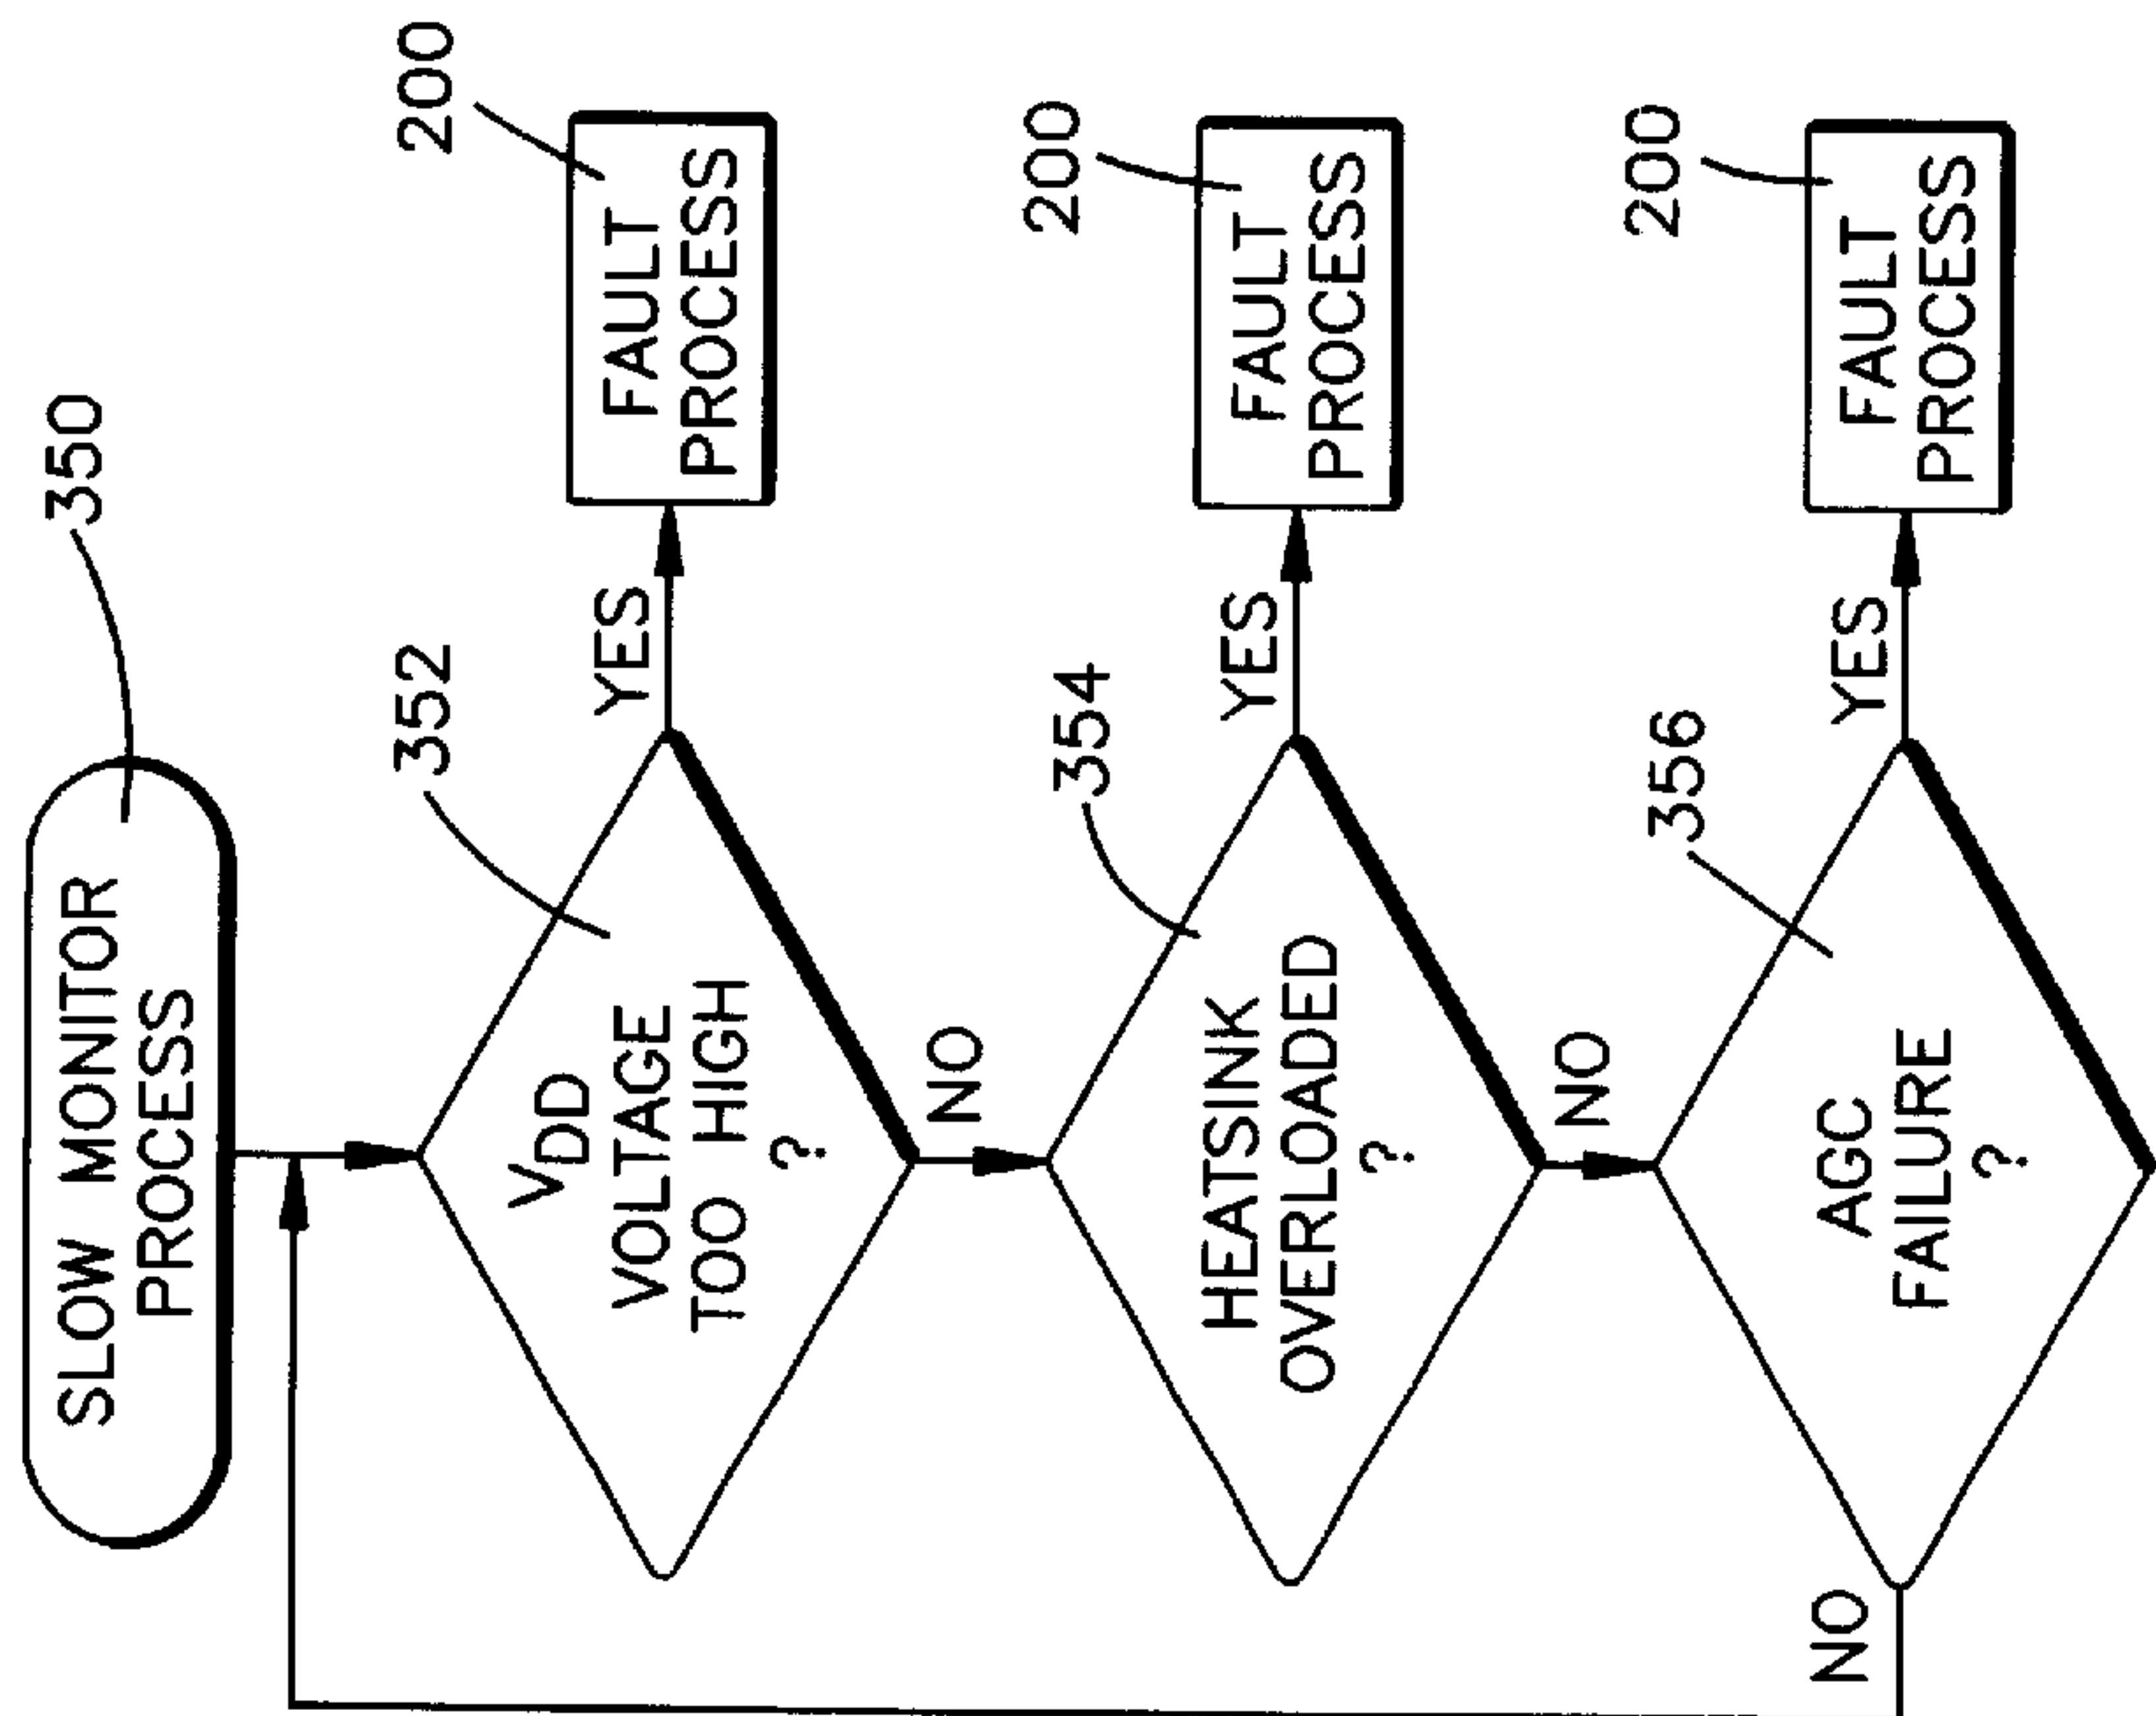 350
SLOW MONITOR
PROCESS
352
200
VDD
VOLTAGE
TOO HIGH
?
YES
FAULT
PROCESS
NO
354
200
HEATSINK
OVERLOADED
?
YES
FAULT
PROCESS
NO
356
200
AGC
FAILURE
?
YES
FAULT
PROCESS
NO